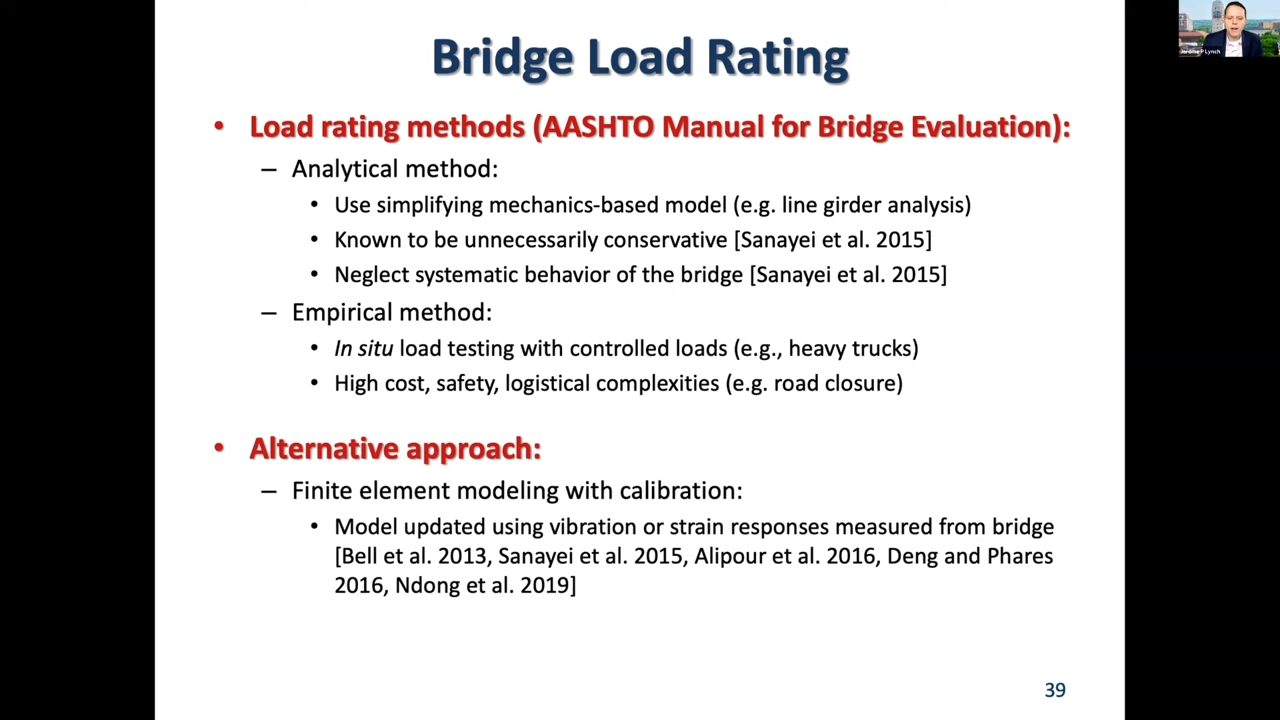 Bridge Load Rating
Jerome P Lynch
• Load rating methods (AASHTO Manual for Bridge Evaluation):
– Analytical method:
• Use simplifying mechanics-based model (e.g. line girder analysis)
• Known to be unnecessarily conservative [Sanayei et al. 2015]
• Neglect systematic behavior of the bridge [Sanayei et al. 2015]
– Empirical method:
• In situ load testing with controlled loads (e.g., heavy trucks)
• High cost, safety, logistical complexities (e.g. road closure)
• Alternative approach:
– Finite element modeling with calibration:
• Model updated using vibration or strain responses measured from bridge
[Bell et al. 2013, Sanayei et al. 2015, Alipour et al. 2016, Deng and Phares
2016, Ndong et al. 2019]
39